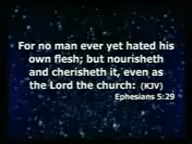 For no man ever yet hated his
own flesh; but nourisheth
and cherisheth it, even as
the Lord the church: (KJV)
Ephesians 5:29